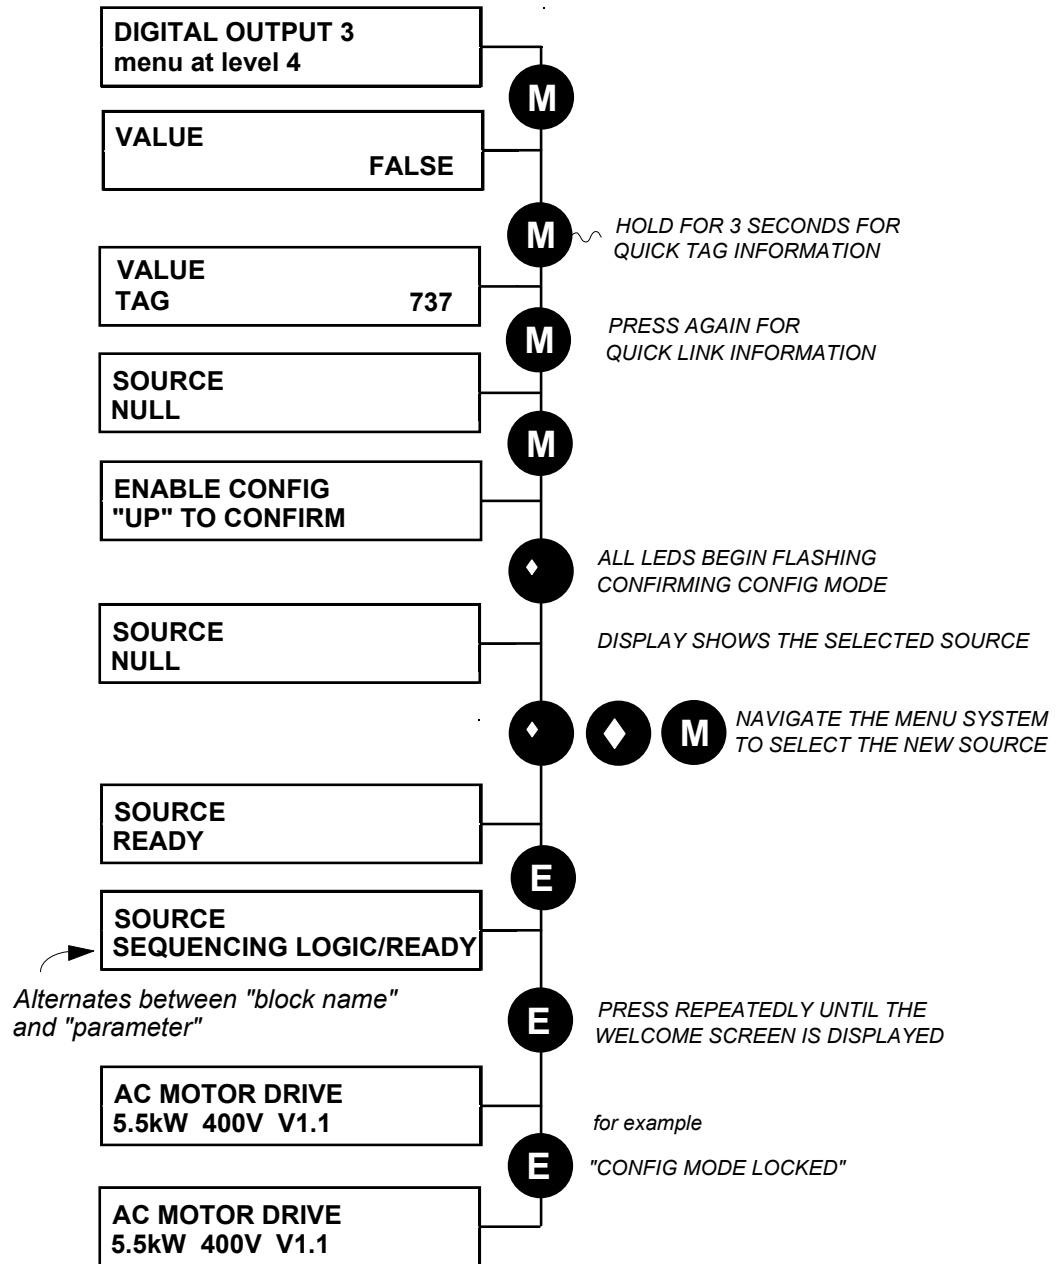 DIGITAL OUTPUT 3
menu at level 4
M
VALUE
FALSE
M
HOLD FOR 3 SECONDS FOR
QUICK TAG INFORMATION
VALUE
TAG 737
M
PRESS AGAIN FOR
QUICK LINK INFORMATION
SOURCE
NULL
M
ENABLE CONFIG
"UP" TO CONFIRM
ALL LEDS BEGIN FLASHING
CONFIRMING CONFIG MODE
SOURCE
NULL
DISPLAY SHOWS THE SELECTED SOURCE
M
NAVIGATE THE MENU SYSTEM
TO SELECT THE NEW SOURCE
SOURCE
READY
E
SOURCE
SEQUENCING LOGIC/READY
Alternates between "block name"
and "parameter"
E
PRESS REPEATEDLY UNTIL THE
WELCOME SCREEN IS DISPLAYED
AC MOTOR DRIVE
5.5kW 400V V1.1
for example
E
"CONFIG MODE LOCKED"
AC MOTOR DRIVE
5.5kW 400V V1.1